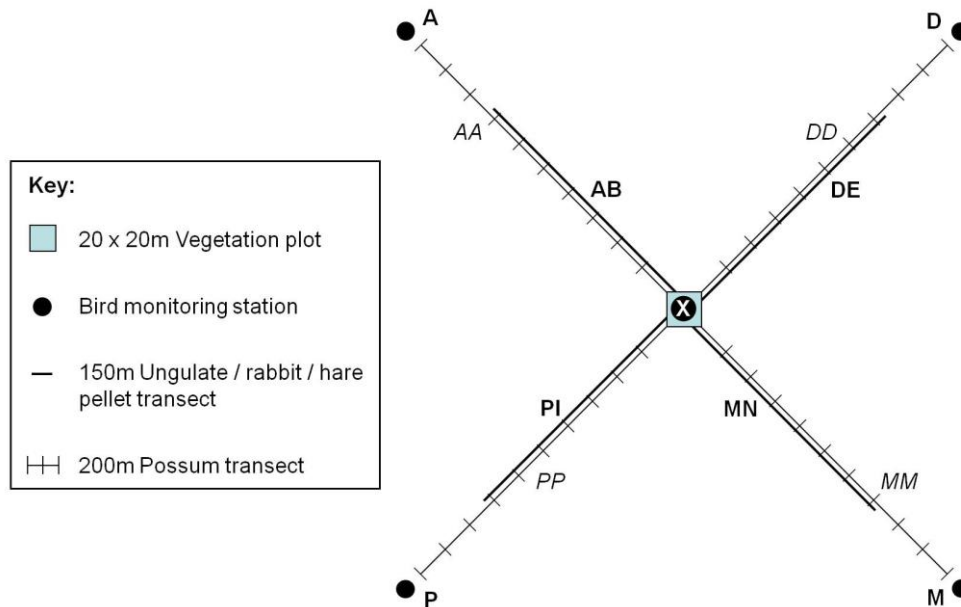 A
D
AA
DD
AB
DE
Key:
20 x 20m Vegetation plot
Bird monitoring station
150m Ungulate / rabbit / hare
pellet transect
200m Possum transect
X
PI
MN
PP
MM
P
M